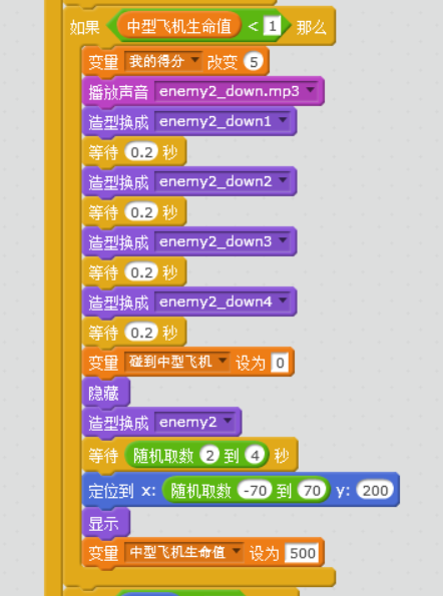 如果 中型飞机生命值 < 1 那么
变量 我的得分 改变 5
播放声音 enemy2_down.mp3
造型换成 enemy2_down1
等待 0.2 秒
造型换成 enemy2_down2
等待 0.2 秒
造型换成 enemy2_down3
等待 0.2 秒
造型换成 enemy2_down4
等待 0.2 秒
变量 碰到中型飞机 设为 0
隐藏
造型换成 enemy2
等待 随机取数 2 到 4 秒
定位到 x: 随机取数 -70 到 70 y: 200
显示
变量 中型飞机生命值 设为 500